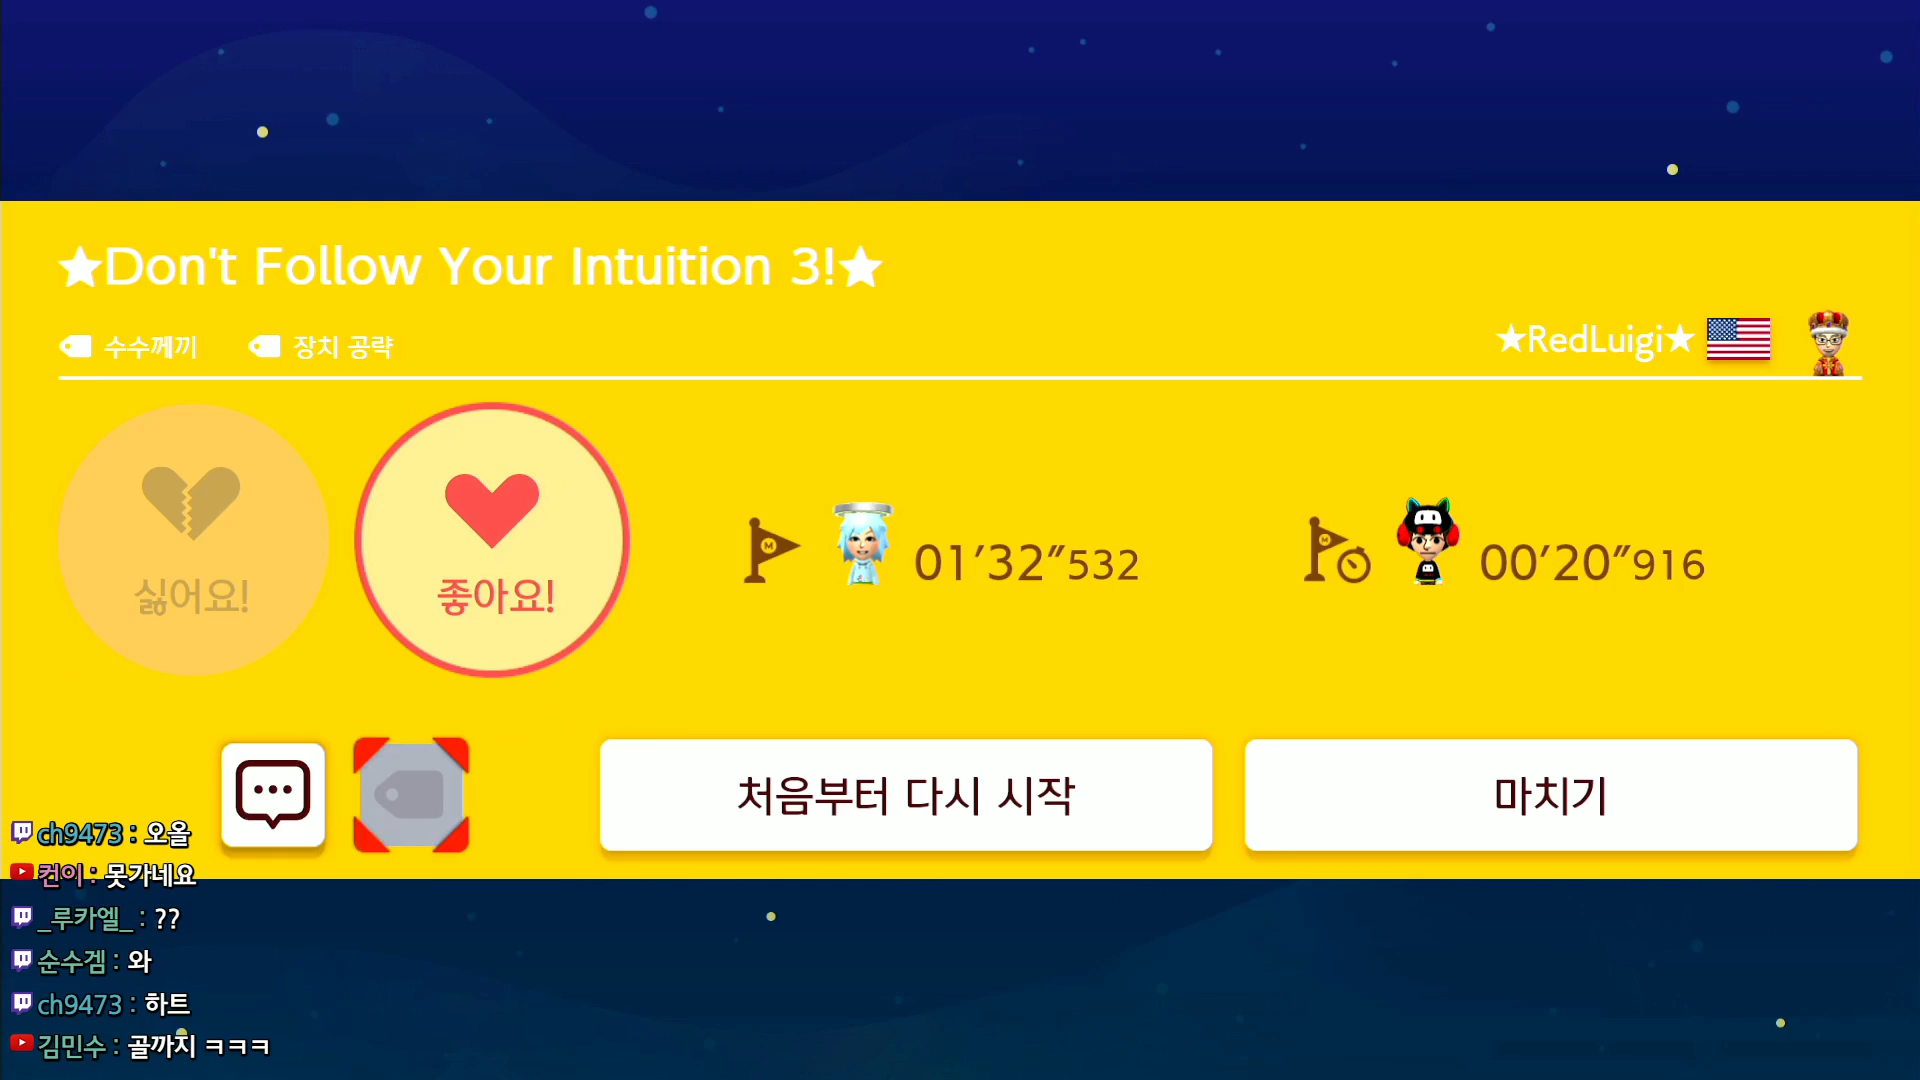 ★Don't Follow Your Intuition 3!★
수수께끼 장치 공략
★RedLuigi★
싫어요!
좋아요!
M 01′32″532
M 00′20″916
처음부터 다시 시작
마치기
ch9473 : 오올
컨이 : 못가네요
_루카엘_ : ??
순수겜 : 와
ch9473 : 하트
김민수 : 골까지 ㅋㅋㅋ